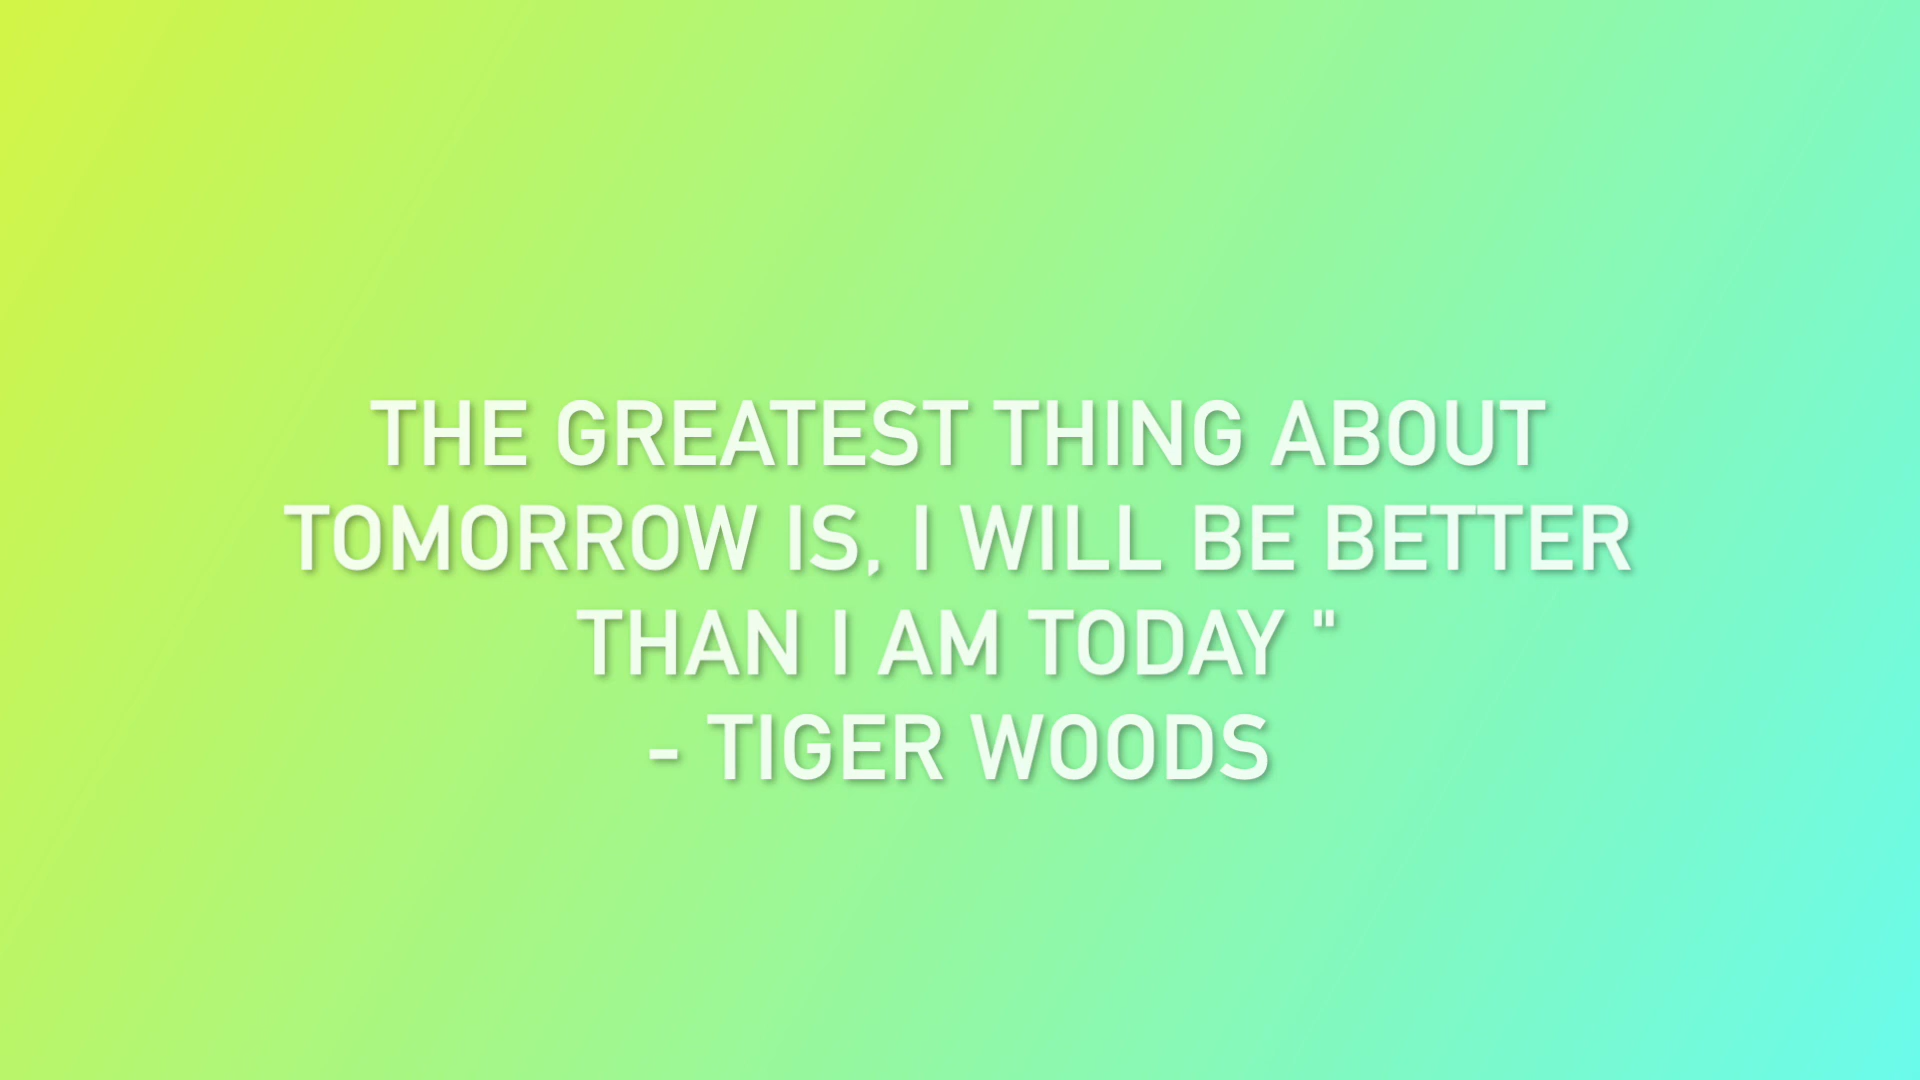 THE GREATEST THING ABOUT
TOMORROW IS, I WILL BE BETTER
THAN I AM TODAY "
- TIGER WOODS